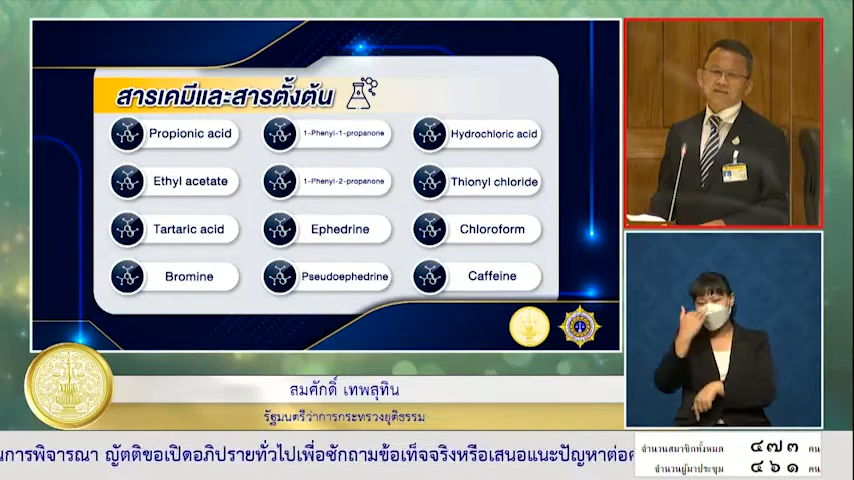 สารเคมีและสารตั้งต้น
Propionic acid
1-Phenyl-1-propanone
Hydrochloric acid
Ethyl acetate
1-Phenyl-2-propanone
Thionyl chloride
Tartaric acid
Ephedrine
Chloroform
Bromine
Pseudoephedrine
Caffeine
สมศักดิ์ เทพสุทิน
รัฐมนตรีว่าการกระทรวงยุติธรรม
นการพิจารณา ญัตติขอเปิดอภิปรายทั่วไปเพื่อซักถามข้อเท็จจริงหรือเสนอแนะปัญหาต่อค
จำนวนสมาชิกทั้งหมด ๔๗๓ คน
จำนวนผู้มาประชุม ๔๖๑ คน